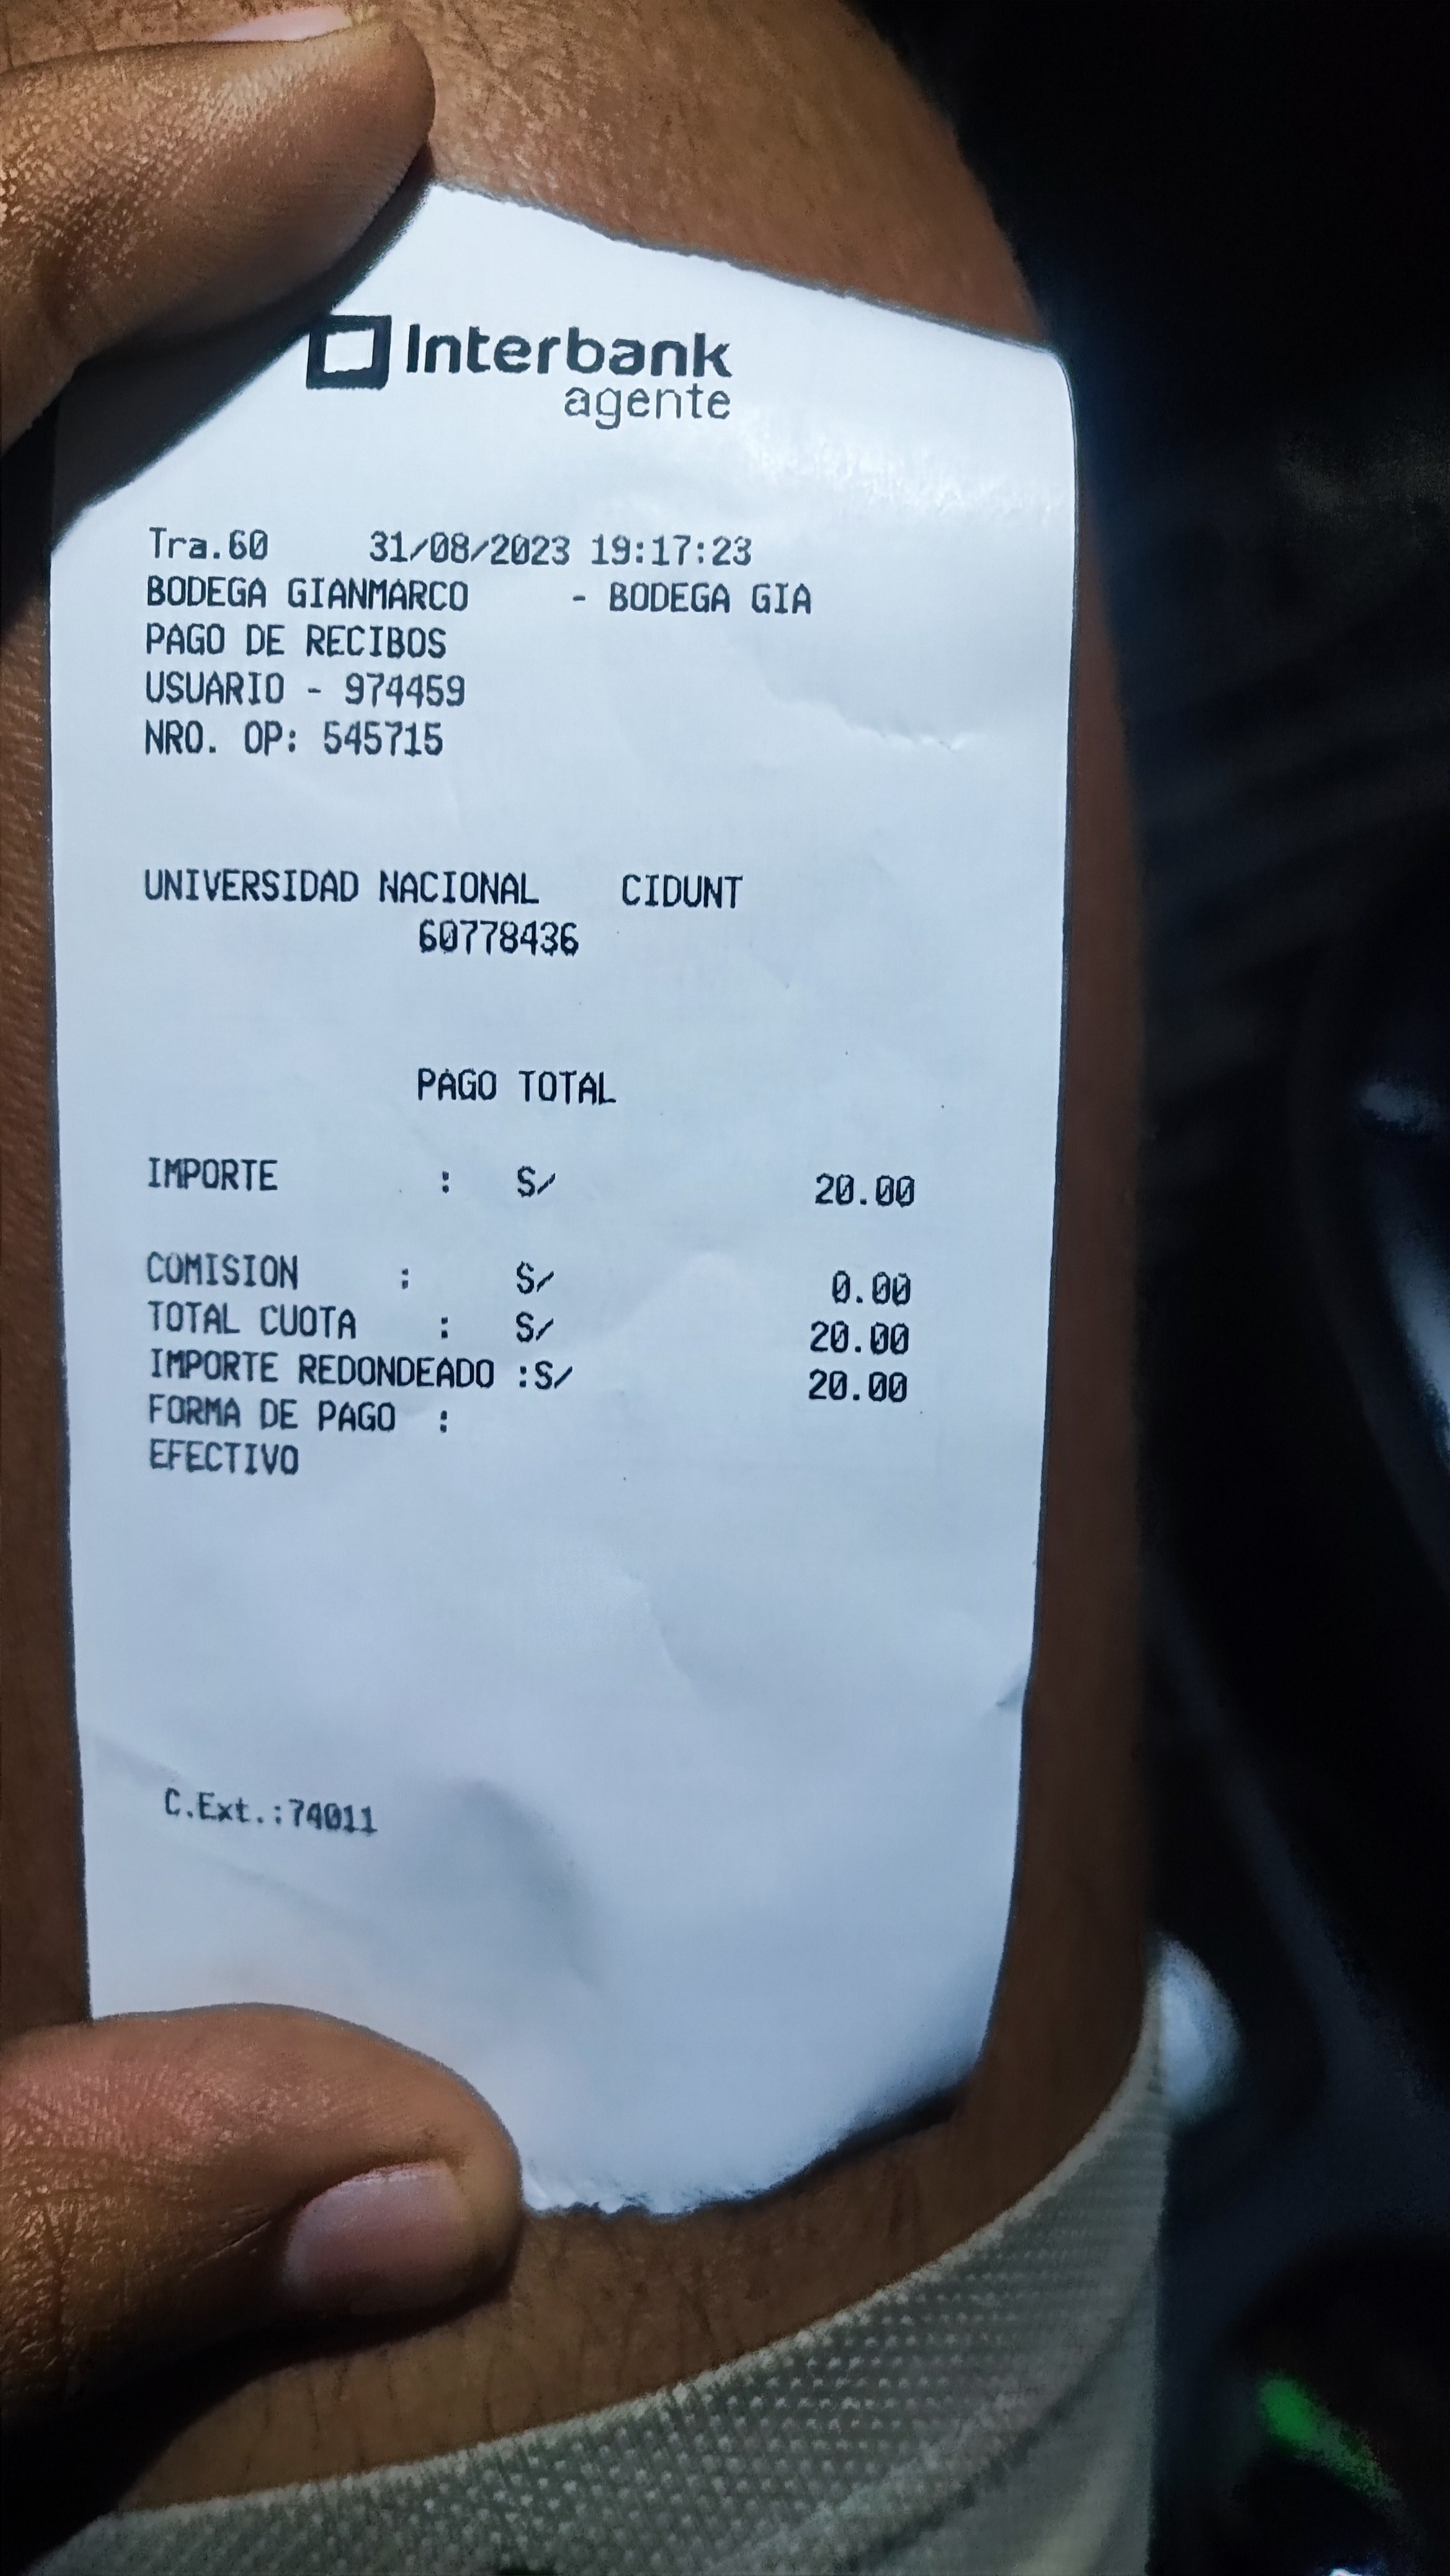 Interbank
agente
Tra.60 31/08/2023 19:17:23
BODEGA GIANMARCO - BODEGA GIA
PAGO DE RECIBOS
USUARIO - 974459
NRO. OP: 545715
UNIVERSIDAD NACIONAL CIDUNT
60778436
PAGO TOTAL
IMPORTE : S/ 20.00
COMISION : S/ 0.00
TOTAL CUOTA : S/ 20.00
IMPORTE REDONDEADO :S/ 20.00
FORMA DE PAGO :
EFECTIVO
C.Ext.:74011